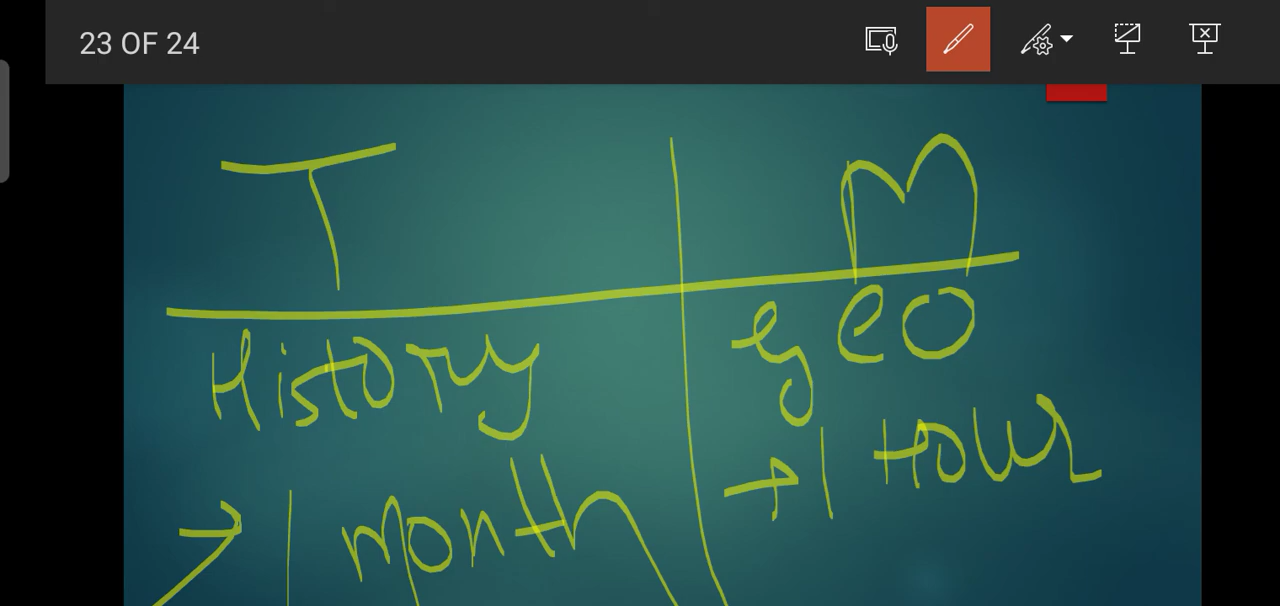 23 OF 24
T M
History geo
→ 1 month → 1 Hour